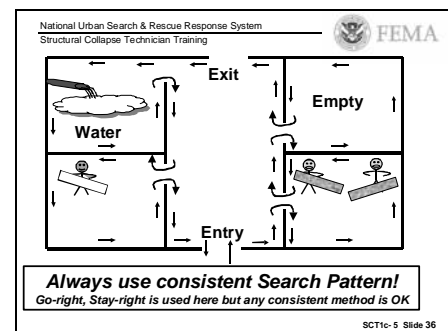 National Urban Search & Rescue Response System
Structural Collapse Technician Training
FEMA
Exit
Empty
Water
Entry
Always use consistent Search Pattern!
Go-right, Stay-right is used here but any consistent method is OK
SCT1c- 5 Slide 36